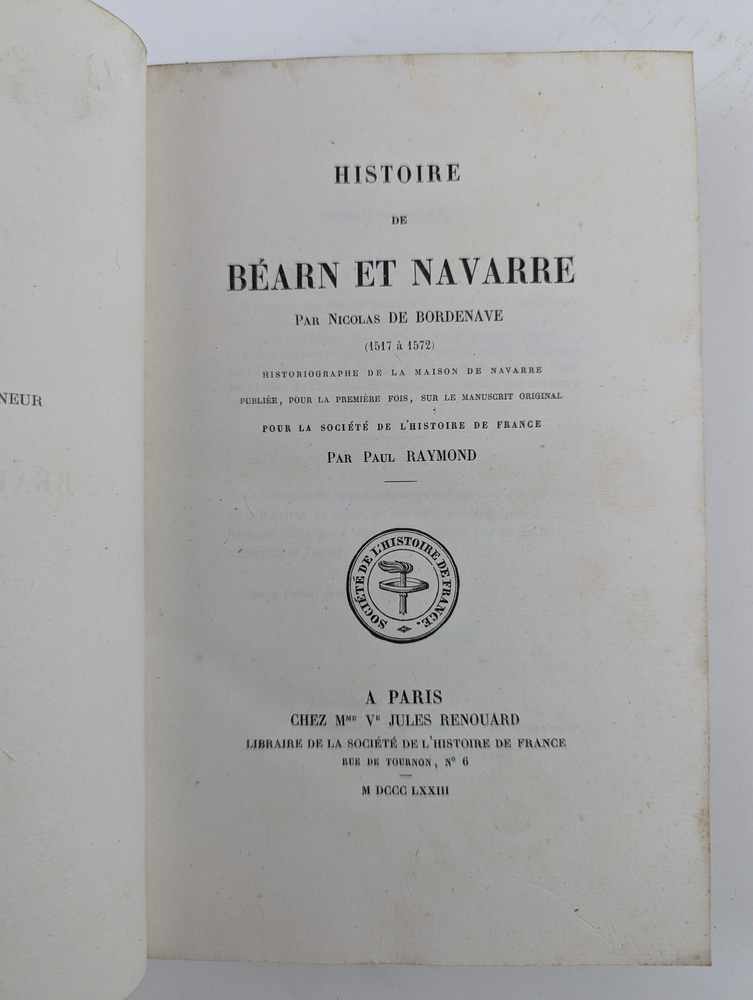 NEUR
HISTOIRE
DE
BÉARN ET NAVARRE
PAR NICOLAS DE BORDENAVE
(1517 à 1572)
HISTORIOGRAPHE DE LA MAISON DE NAVARRE
PUBLIÉE, POUR LA PREMIÈRE FOIS, SUR LE MANUSCRIT ORIGINAL
POUR LA SOCIÉTÉ DE L'HISTOIRE DE FRANCE
PAR PAUL RAYMOND
SOCIÉTÉ DE L'HISTOIRE DE FRANCE.
A PARIS
CHEZ MME VE JULES RENOUARD
LIBRAIRE DE LA SOCIÉTÉ DE L'HISTOIRE DE FRANCE
RUE DE TOURNON, N° 6
M DCCC LXXIII